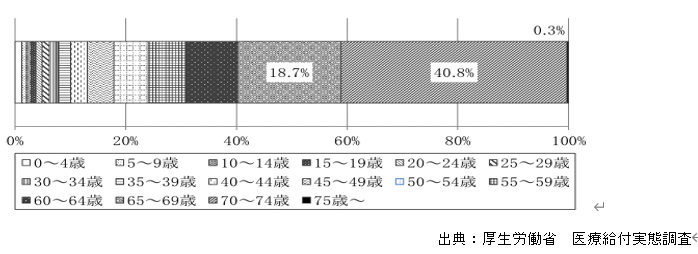 0.3%
18.7% 40.8%
0% 20% 40% 60% 80% 100%
0～4歳 5～9歳 10～14歳 15～19歳 20～24歳 25～29歳
30～34歳 35～39歳 40～44歳 45～49歳 50～54歳 55～59歳
60～64歳 65～69歳 70～74歳 75歳～
出典：厚生労働省　医療給付実態調査